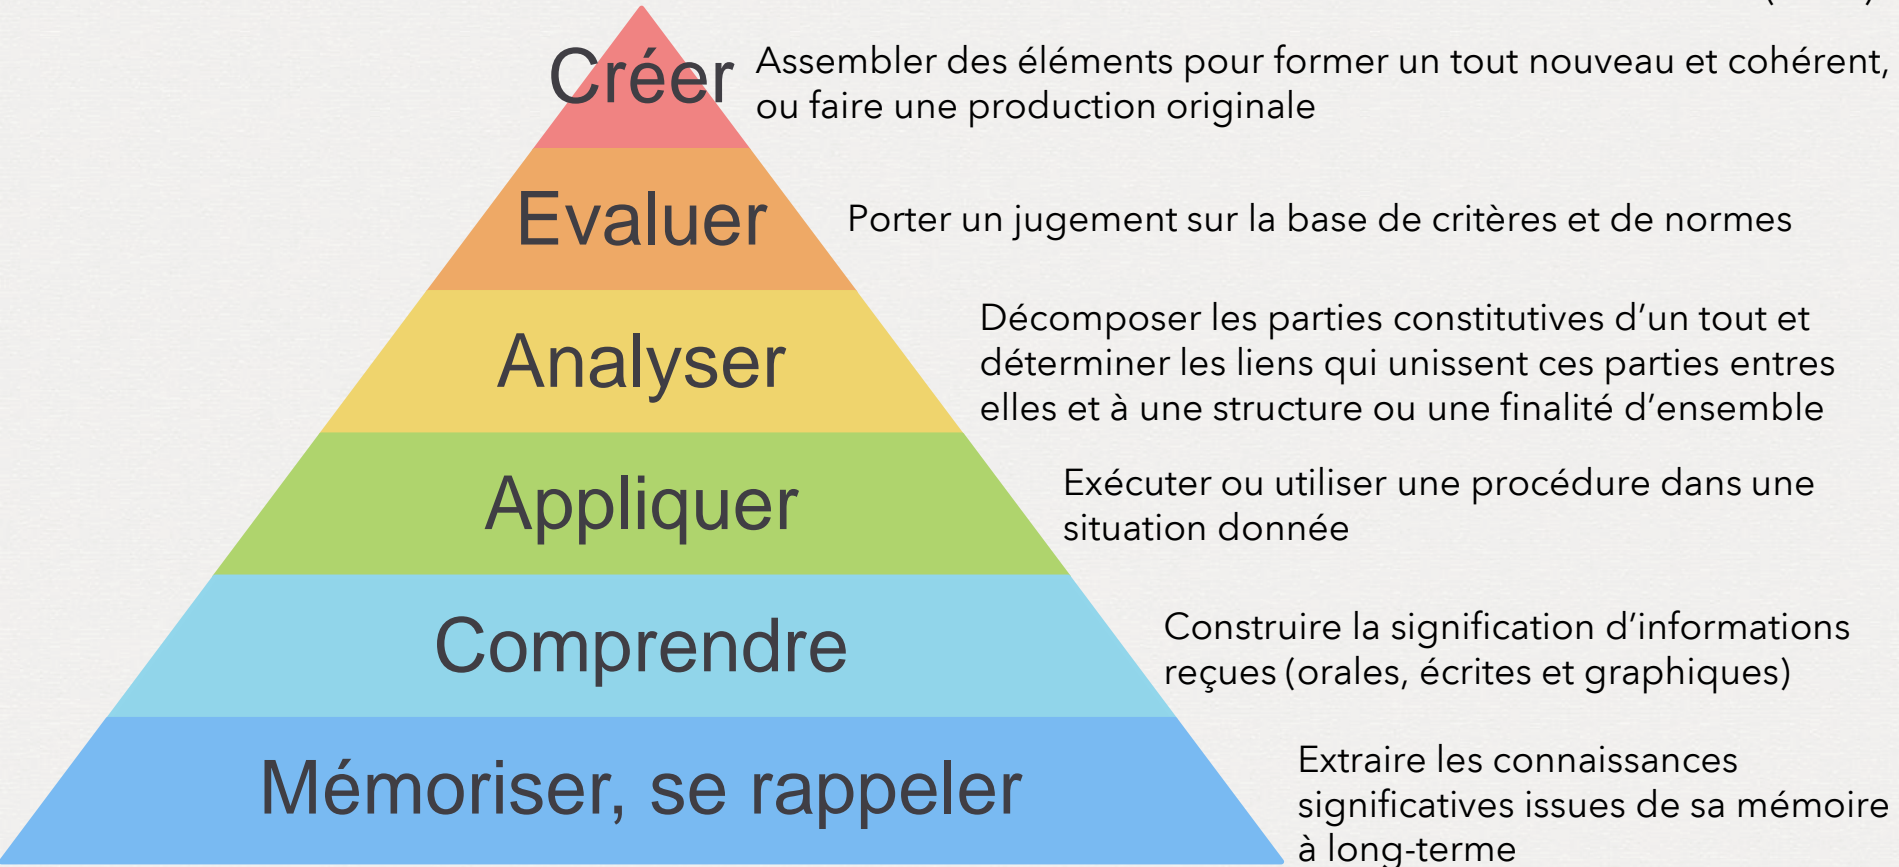 Créer
Assembler des éléments pour former un tout nouveau et cohérent,
ou faire une production originale
Evaluer
Porter un jugement sur la base de critères et de normes
Analyser
Décomposer les parties constitutives d’un tout et
déterminer les liens qui unissent ces parties entres
elles et à une structure ou une finalité d’ensemble
Appliquer
Exécuter ou utiliser une procédure dans une
situation donnée
Comprendre
Construire la signification d’informations
reçues (orales, écrites et graphiques)
Mémoriser, se rappeler
Extraire les connaissances
significatives issues de sa mémoire
à long-terme